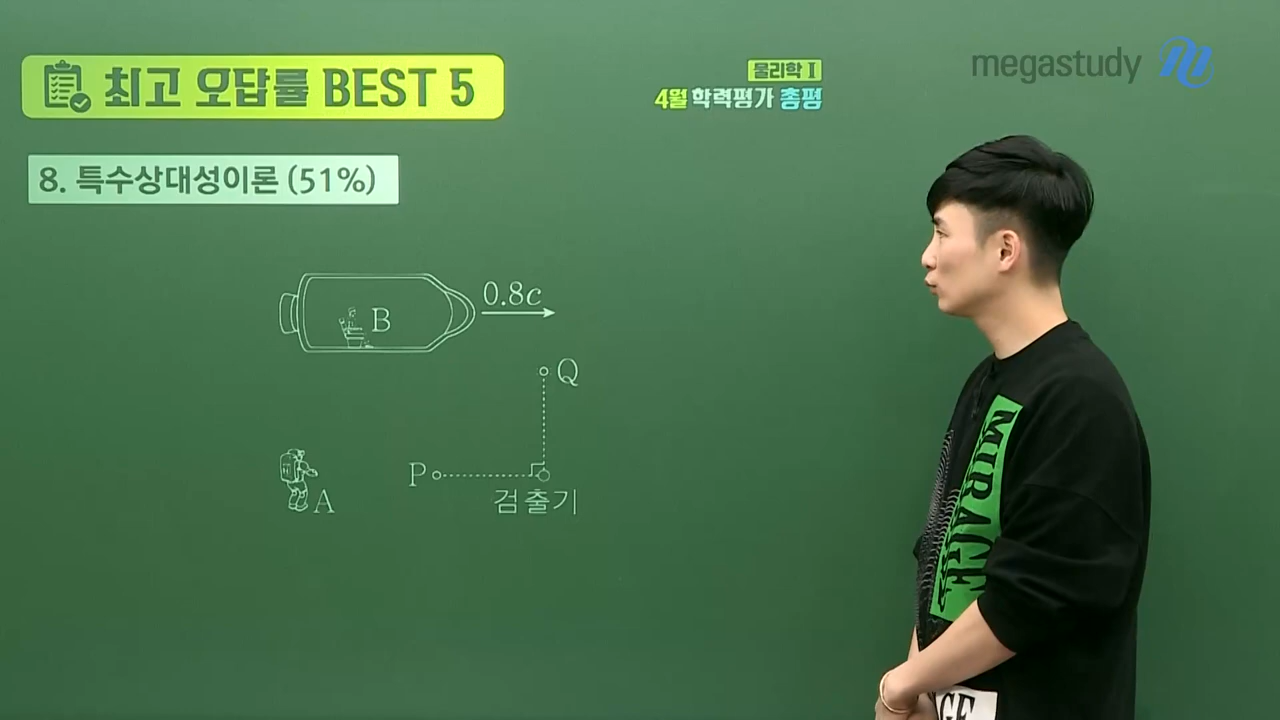 최고 오답률 BEST 5
물리학 I
4월 학력평가 총평
megastudy
8. 특수상대성이론 (51%)
B
0.8c
Q
P
A
검출기
MIRAGE
GE